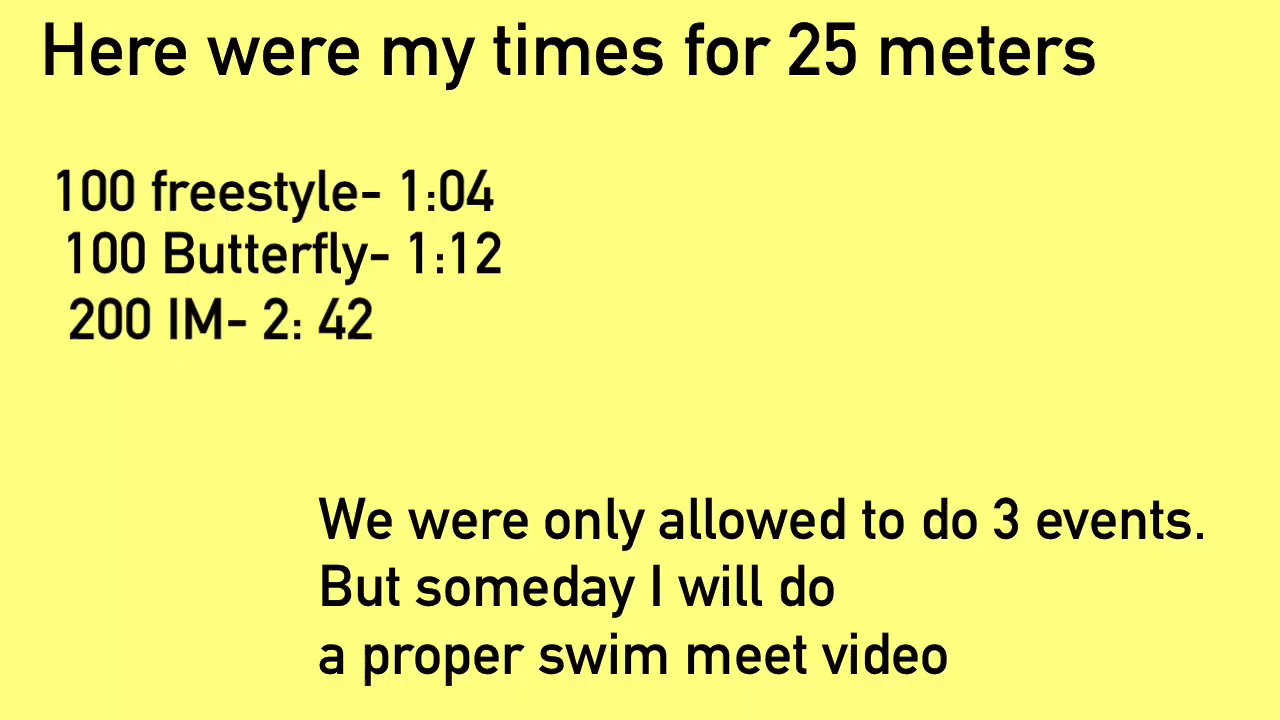 Here were my times for 25 meters
100 freestyle- 1:04
100 Butterfly- 1:12
200 IM- 2: 42
We were only allowed to do 3 events.
But someday I will do
a proper swim meet video